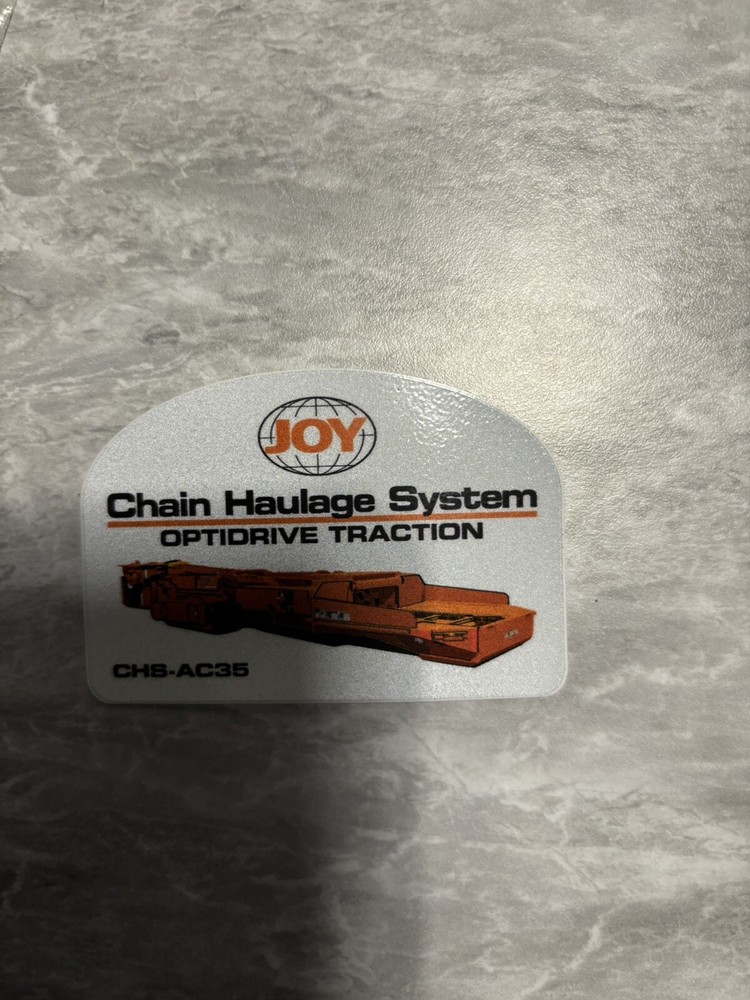 JOY
Chain Haulage System
OPTIDRIVE TRACTION
CHS-AC35